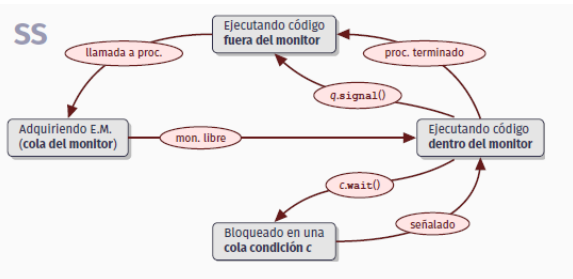 SS
Ejecutando código
fuera del monitor
llamada a proc.
proc. terminado
q.signal()
Adquiriendo E.M.
(cola del monitor)
mon. libre
Ejecutando código
dentro del monitor
c.wait()
señalado
Bloqueado en una
cola condición c